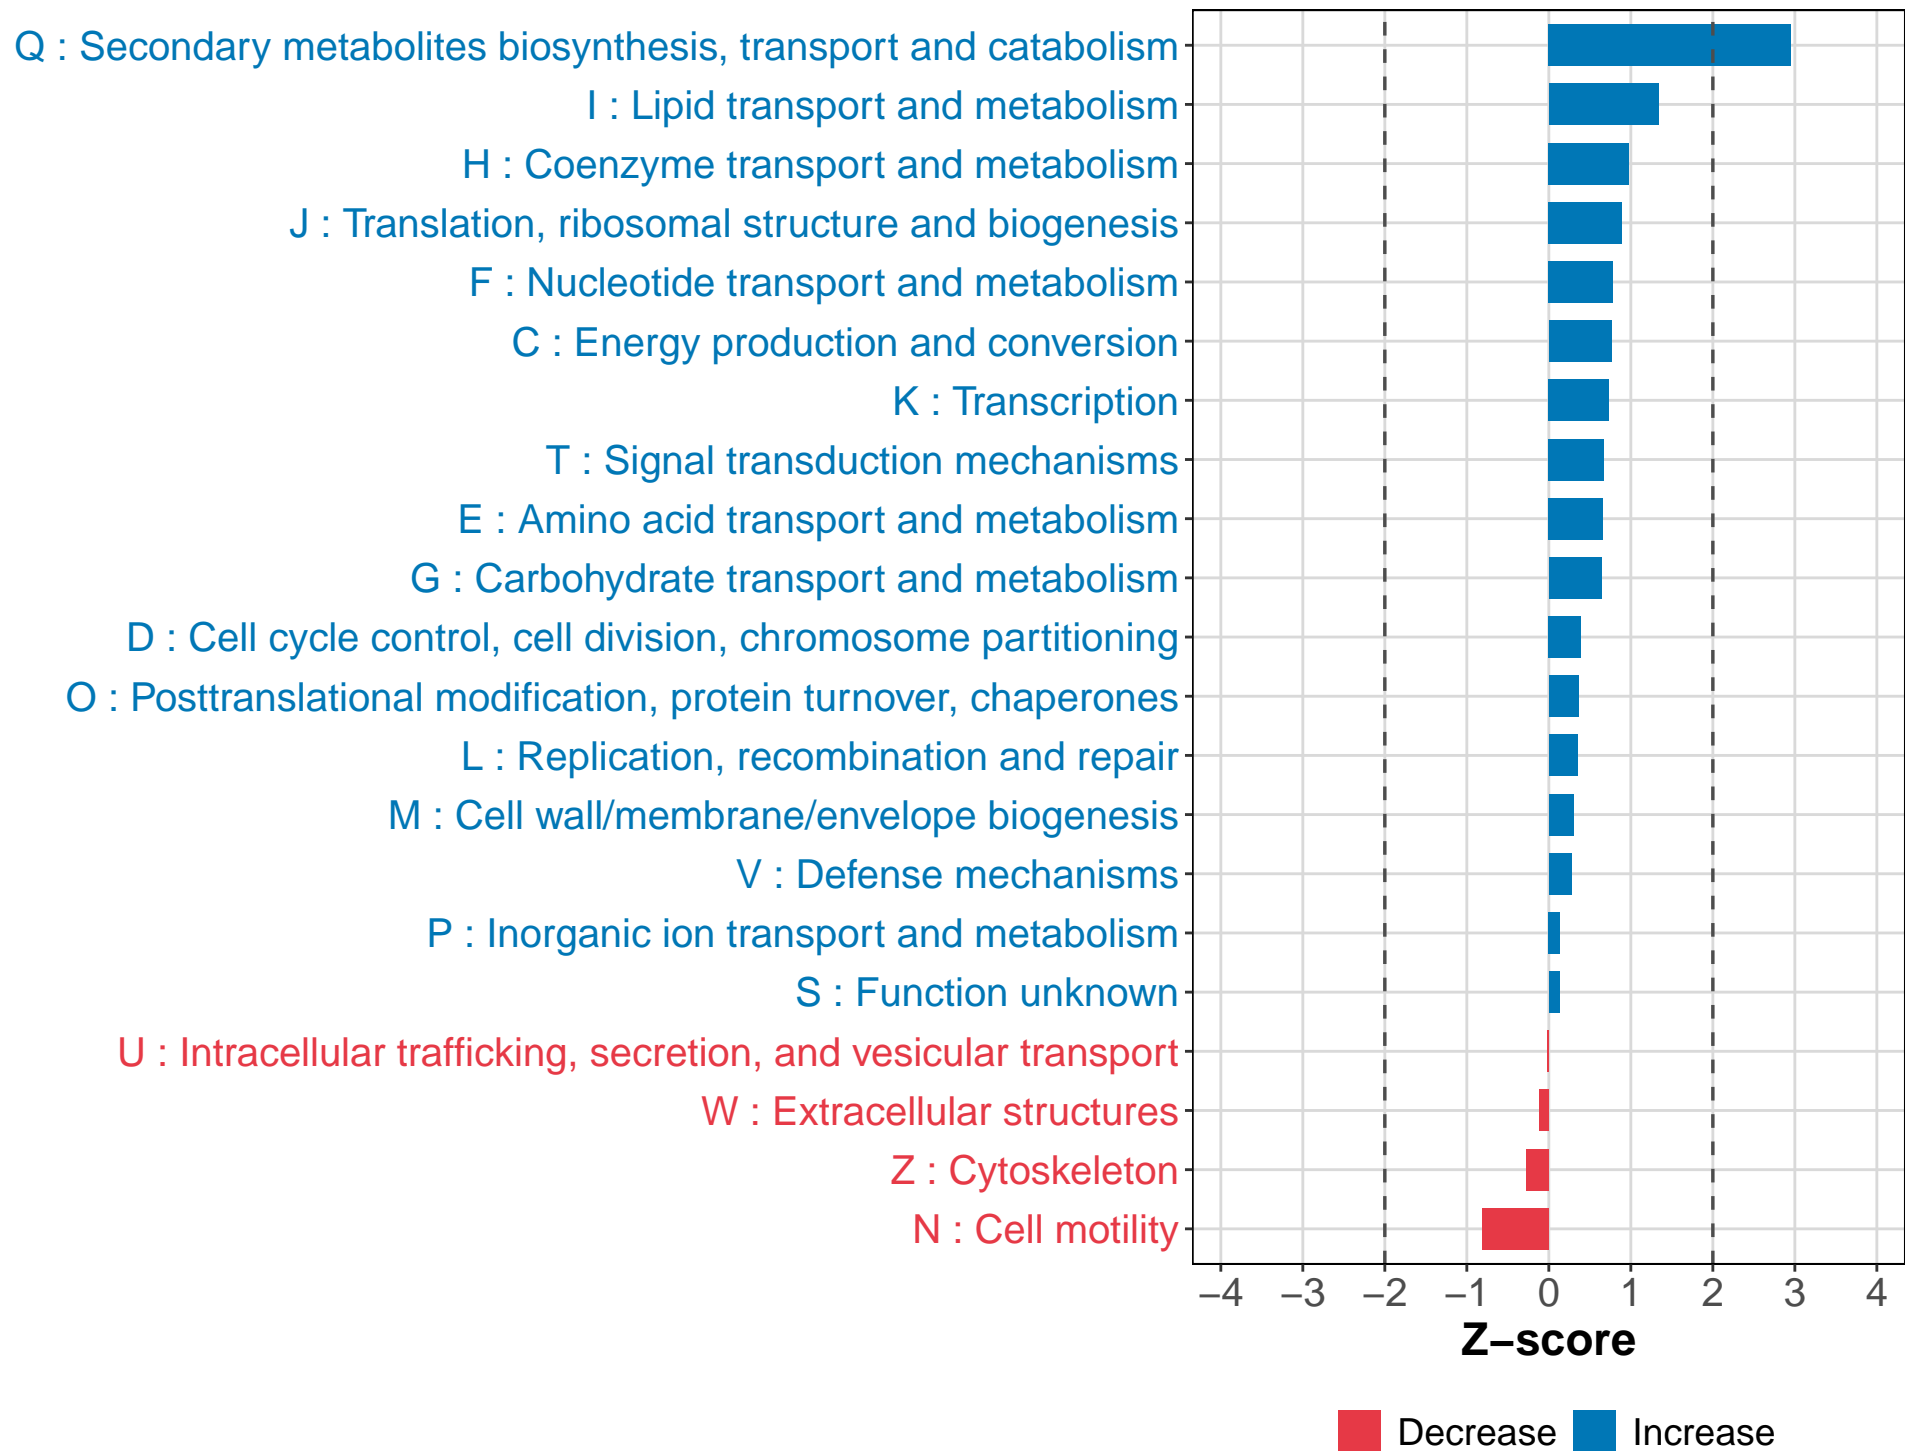 Q : Secondary metabolites biosynthesis, transport and catabolism
I : Lipid transport and metabolism
H : Coenzyme transport and metabolism
J : Translation, ribosomal structure and biogenesis
F : Nucleotide transport and metabolism
C : Energy production and conversion
K : Transcription
T : Signal transduction mechanisms
E : Amino acid transport and metabolism
G : Carbohydrate transport and metabolism
D : Cell cycle control, cell division, chromosome partitioning
O : Posttranslational modification, protein turnover, chaperones
L : Replication, recombination and repair
M : Cell wall/membrane/envelope biogenesis
V : Defense mechanisms
P : Inorganic ion transport and metabolism
S : Function unknown
U : Intracellular trafficking, secretion, and vesicular transport
W : Extracellular structures
Z : Cytoskeleton
N : Cell motility
−4 −3 −2 −1 0 1 2 3 4
Z−score
Decrease Increase